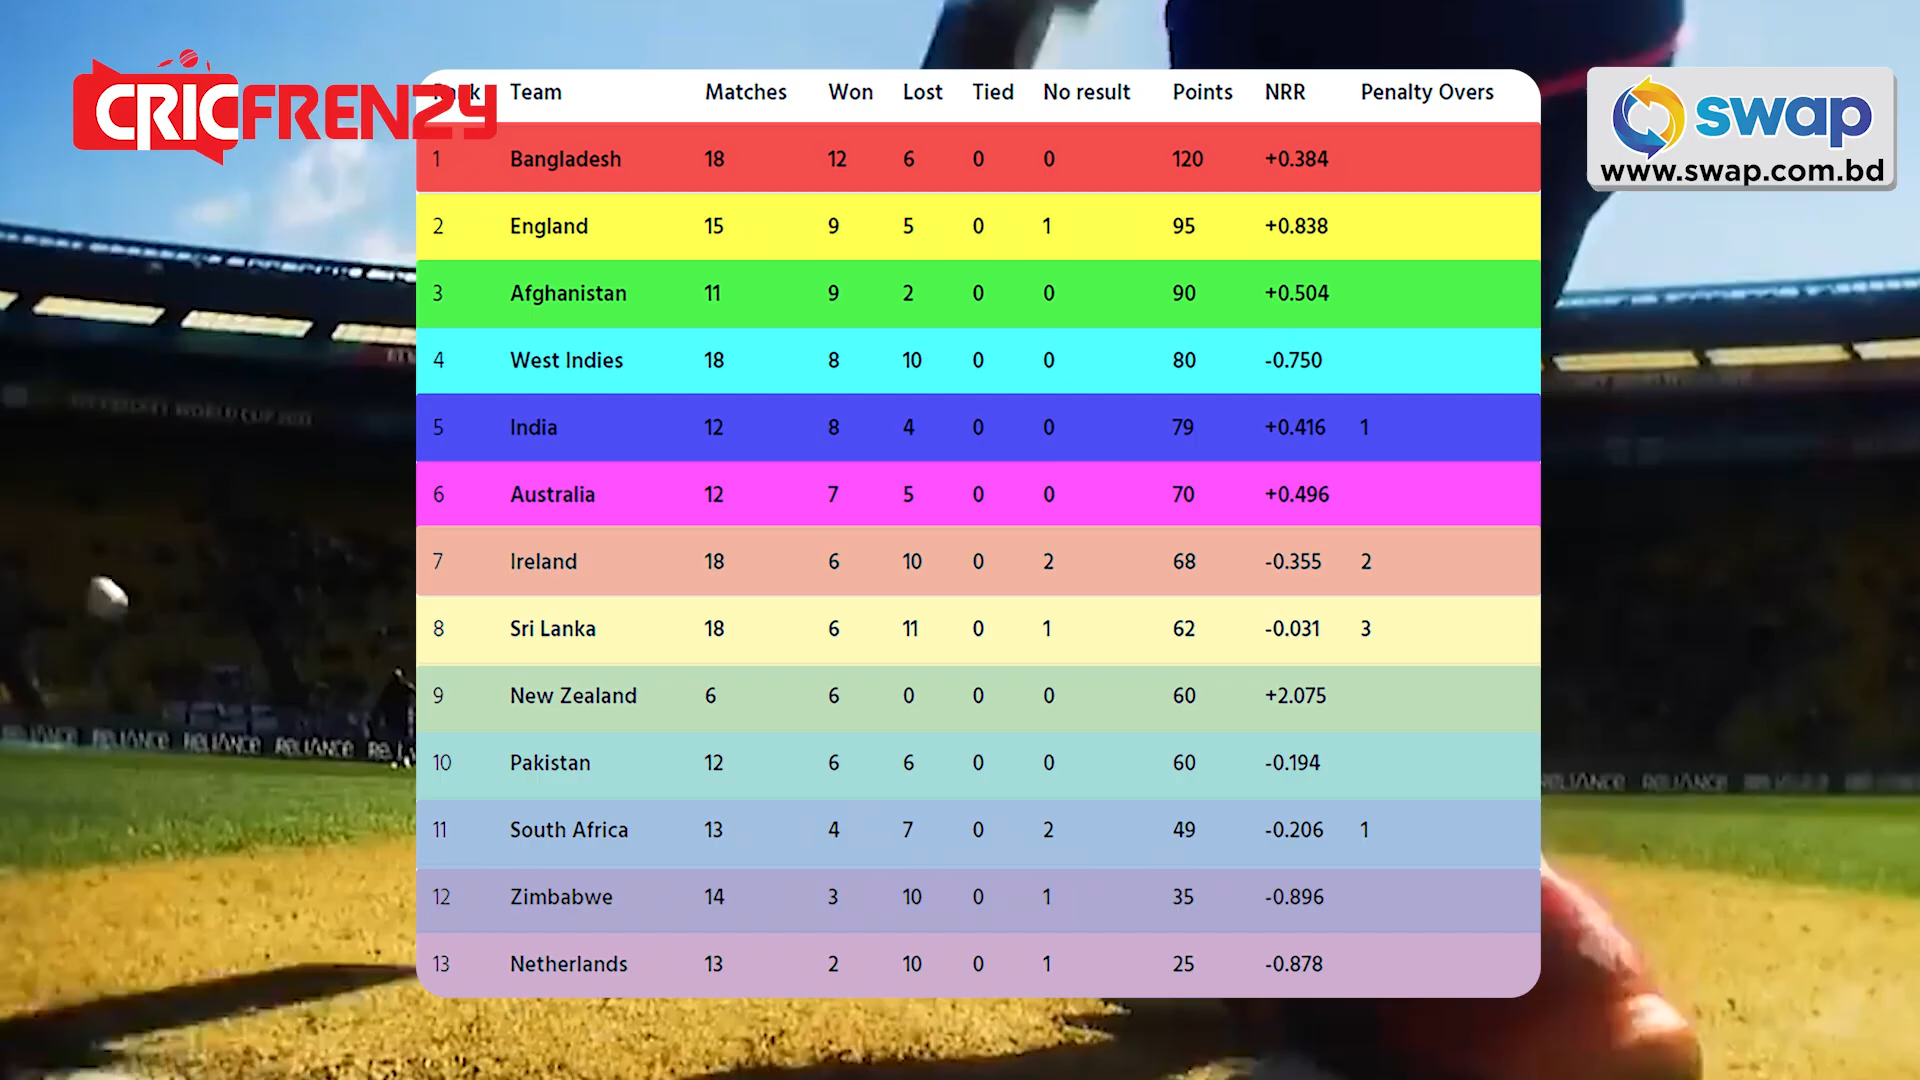 CRICFRENZY
Rank Team Matches Won Lost Tied No result Points NRR Penalty Overs
1 Bangladesh 18 12 6 0 0 120 +0.384
2 England 15 9 5 0 1 95 +0.838
3 Afghanistan 11 9 2 0 0 90 +0.504
4 West Indies 18 8 10 0 0 80 -0.750
5 India 12 8 4 0 0 79 +0.416 1
6 Australia 12 7 5 0 0 70 +0.496
7 Ireland 18 6 10 0 2 68 -0.355 2
8 Sri Lanka 18 6 11 0 1 62 -0.031 3
9 New Zealand 6 6 0 0 0 60 +2.075
10 Pakistan 12 6 6 0 0 60 -0.194
11 South Africa 13 4 7 0 2 49 -0.206 1
12 Zimbabwe 14 3 10 0 1 35 -0.896
13 Netherlands 13 2 10 0 1 25 -0.878
swap
www.swap.com.bd
RELIANCE RELIANCE RELIANCE RELIANCE
RELIANCE RELIANCE